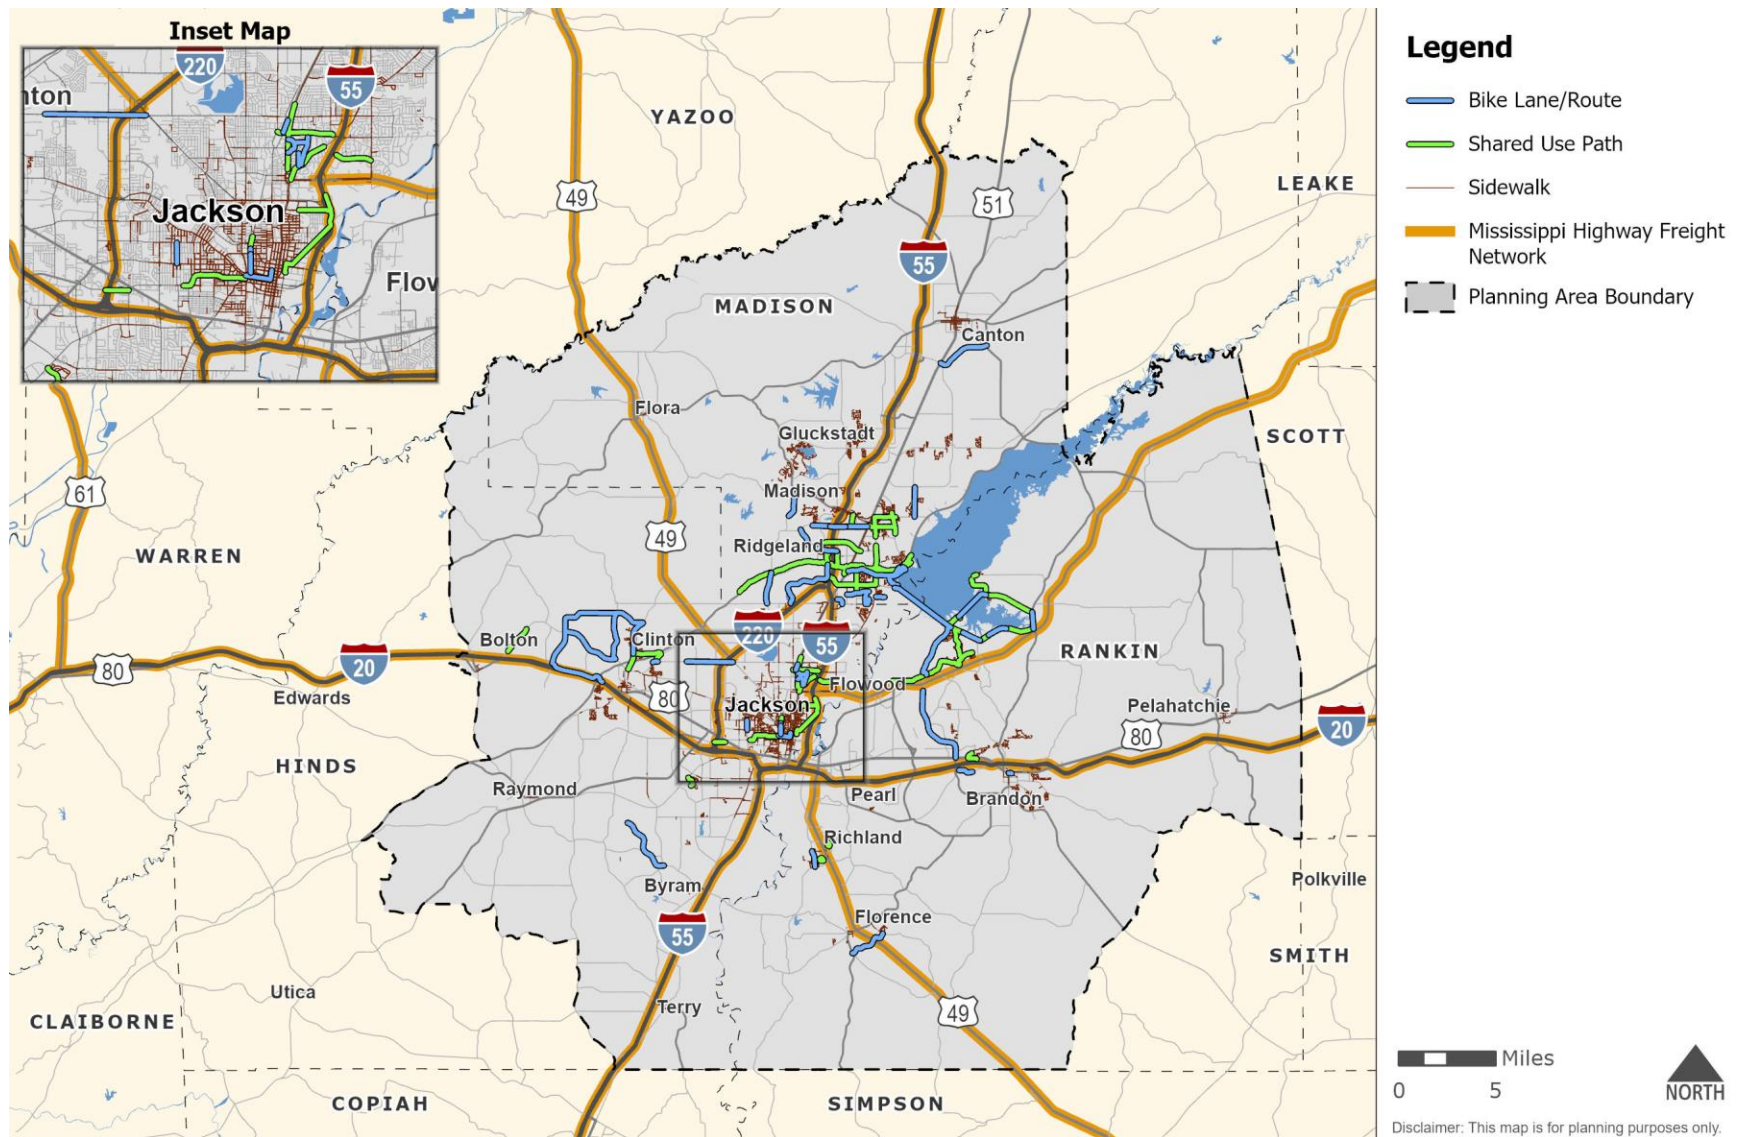 Inset Map
220
55
nton
Jackson
Flow
YAZOO
LEAKE
49
51
55
MADISON
Canton
Flora
Gluckstadt
SCOTT
61
Madison
49
Ridgeland
WARREN
220
55
Bolton
Clinton
RANKIN
80
20
Edwards
80
Flowood
Jackson
Pelahatchie
80
20
HINDS
Raymond
Pearl
Brandon
Richland
Byram
Polkville
55
Florence
SMITH
Utica
Terry
49
CLAIBORNE
COPIAH
SIMPSON
Legend
Bike Lane/Route
Shared Use Path
Sidewalk
Mississippi Highway Freight
Network
Planning Area Boundary
Miles
0 5
NORTH
Disclaimer: This map is for planning purposes only.